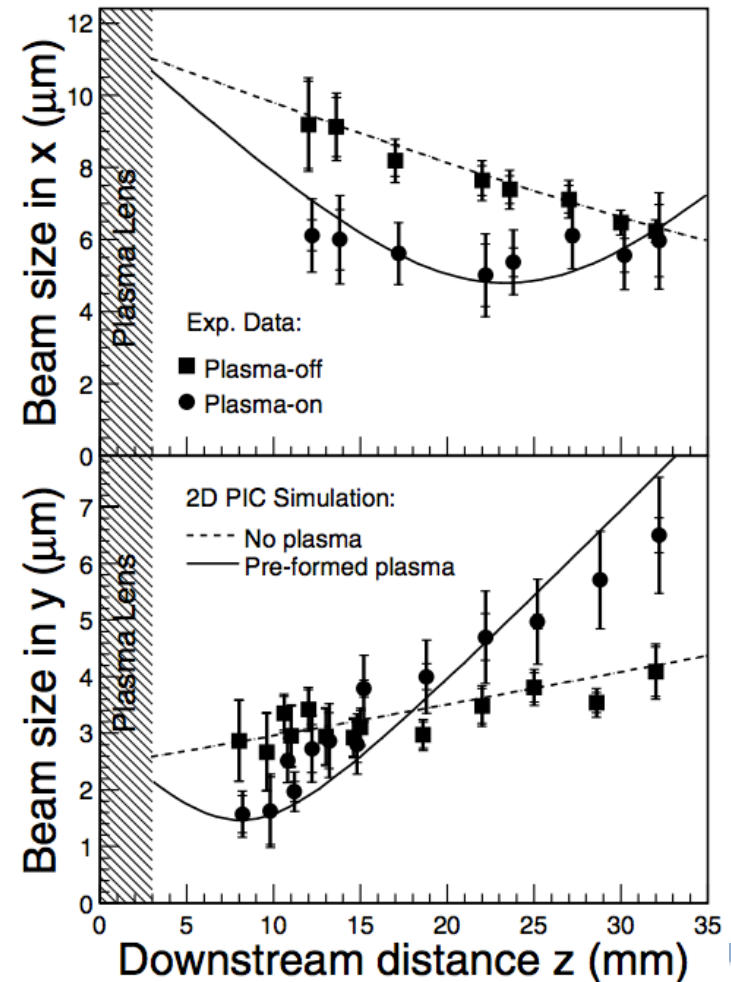 Beam size in x (μm)
12
10
8
6
4
2
0
Plasma Lens
Exp. Data:
Plasma-off
Plasma-on
Beam size in y (μm)
7
6
5
4
3
2
1
0
Plasma Lens
2D PIC Simulation:
No plasma
Pre-formed plasma
0 5 10 15 20 25 30 35
Downstream distance z (mm)